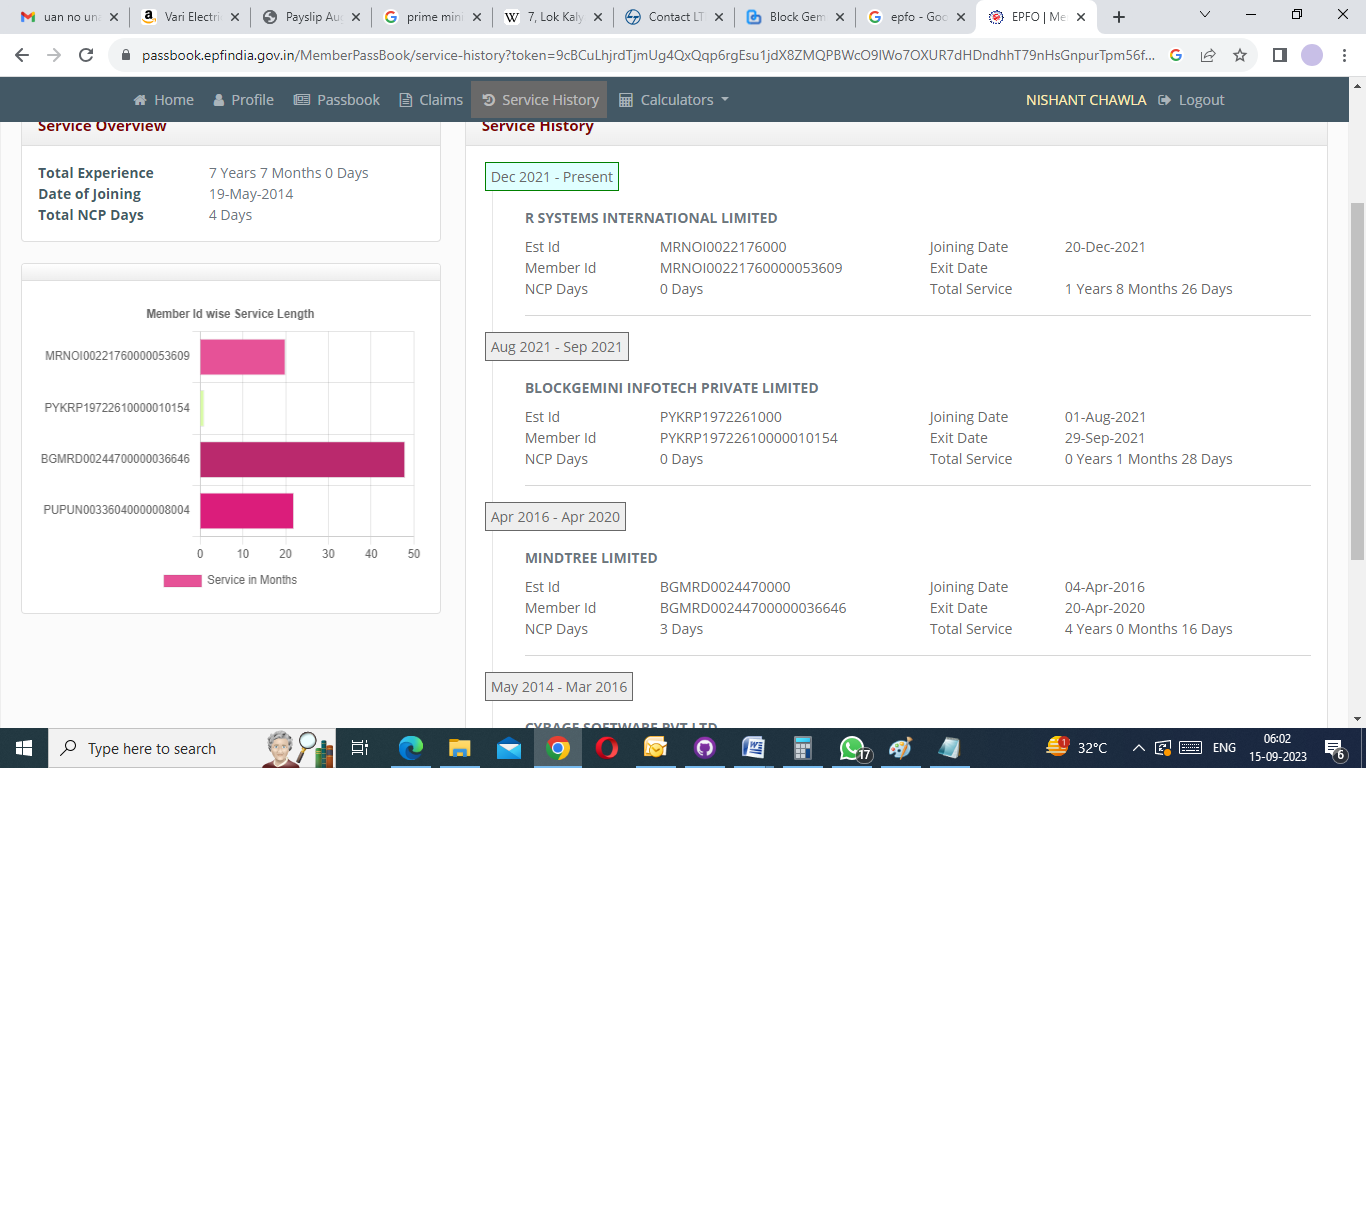 uan no una
Vari Electri
Payslip Aug
prime mini
7, Lok Kaly
Contact LT
Block Gem
epfo - Goo
EPFO | Me
passbook.epfindia.gov.in/MemberPassBook/service-history?token=9cBCuLhjrdTjmUg4QxQqp6rgEsu1jdX8ZMQPBWcO9IWo7OXUR7dHDndhhT79nHsGnpurTpm56f...
Home Profile Passbook Claims Service History Calculators NISHANT CHAWLA Logout
Service Overview
Total Experience 7 Years 7 Months 0 Days
Date of Joining 19-May-2014
Total NCP Days 4 Days
Member Id wise Service Length
MRNOI00221760000053609
PYKRP19722610000010154
BGMRD00244700000036646
PUPUN00336040000008004
0 10 20 30 40 50
Service in Months
Service History
Dec 2021 - Present
R SYSTEMS INTERNATIONAL LIMITED
Est Id MRNOI0022176000 Joining Date 20-Dec-2021
Member Id MRNOI00221760000053609 Exit Date
NCP Days 0 Days Total Service 1 Years 8 Months 26 Days
Aug 2021 - Sep 2021
BLOCKGEMINI INFOTECH PRIVATE LIMITED
Est Id PYKRP1972261000 Joining Date 01-Aug-2021
Member Id PYKRP19722610000010154 Exit Date 29-Sep-2021
NCP Days 0 Days Total Service 0 Years 1 Months 28 Days
Apr 2016 - Apr 2020
MINDTREE LIMITED
Est Id BGMRD0024470000 Joining Date 04-Apr-2016
Member Id BGMRD00244700000036646 Exit Date 20-Apr-2020
NCP Days 3 Days Total Service 4 Years 0 Months 16 Days
May 2014 - Mar 2016
CYBAGE SOFTWARE PVT LTD
Type here to search
17
1
32°C
ENG
06:02
15-09-2023
6